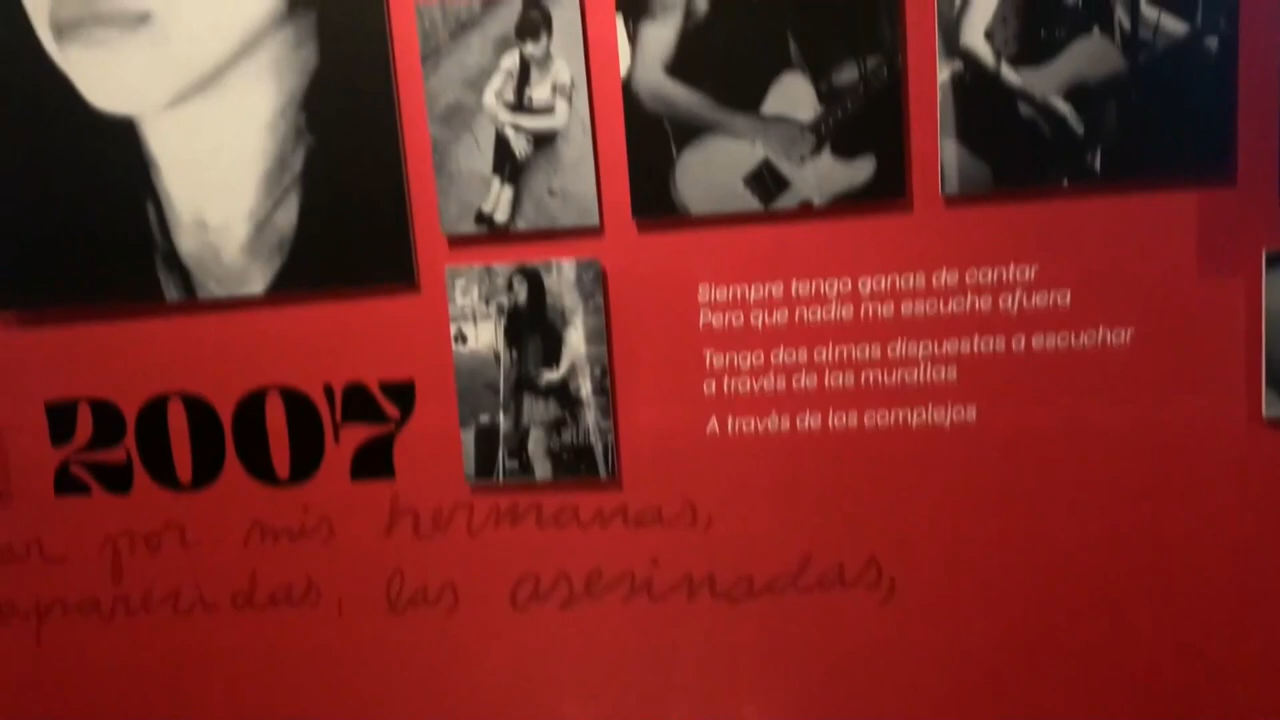 Siempre tengo ganas de cantar
Pero que nadie me escuche afuera
Tengo dos almas dispuestas a escuchar
a través de las murallas
A través de los complejos
2007
por mis hermanas,
las asesinadas,